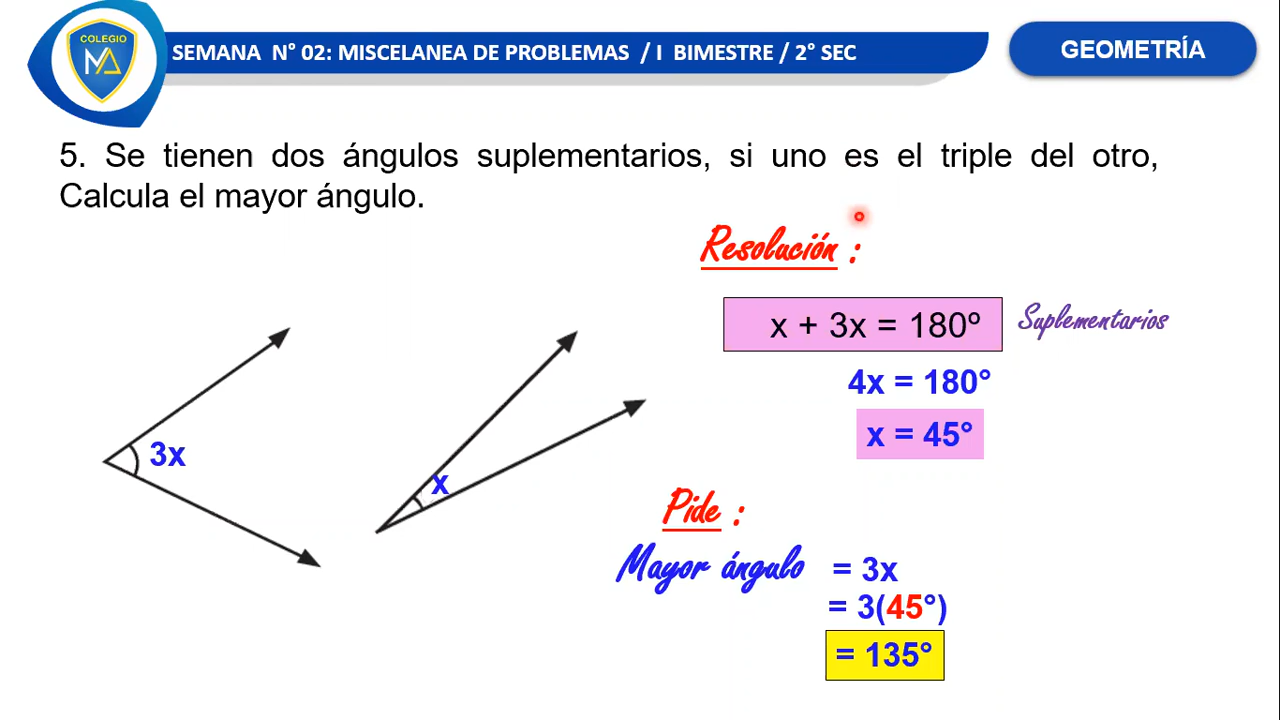 COLEGIO
MA
SEMANA N° 02: MISCELANEA DE PROBLEMAS / I BIMESTRE / 2° SEC
GEOMETRÍA
5. Se tienen dos ángulos suplementarios, si uno es el triple del otro,
Calcula el mayor ángulo.
Resolución :
x + 3x = 180º
Suplementarios
4x = 180°
x = 45°
3x
x
Pide :
Mayor ángulo = 3x
= 3(45°)
= 135°